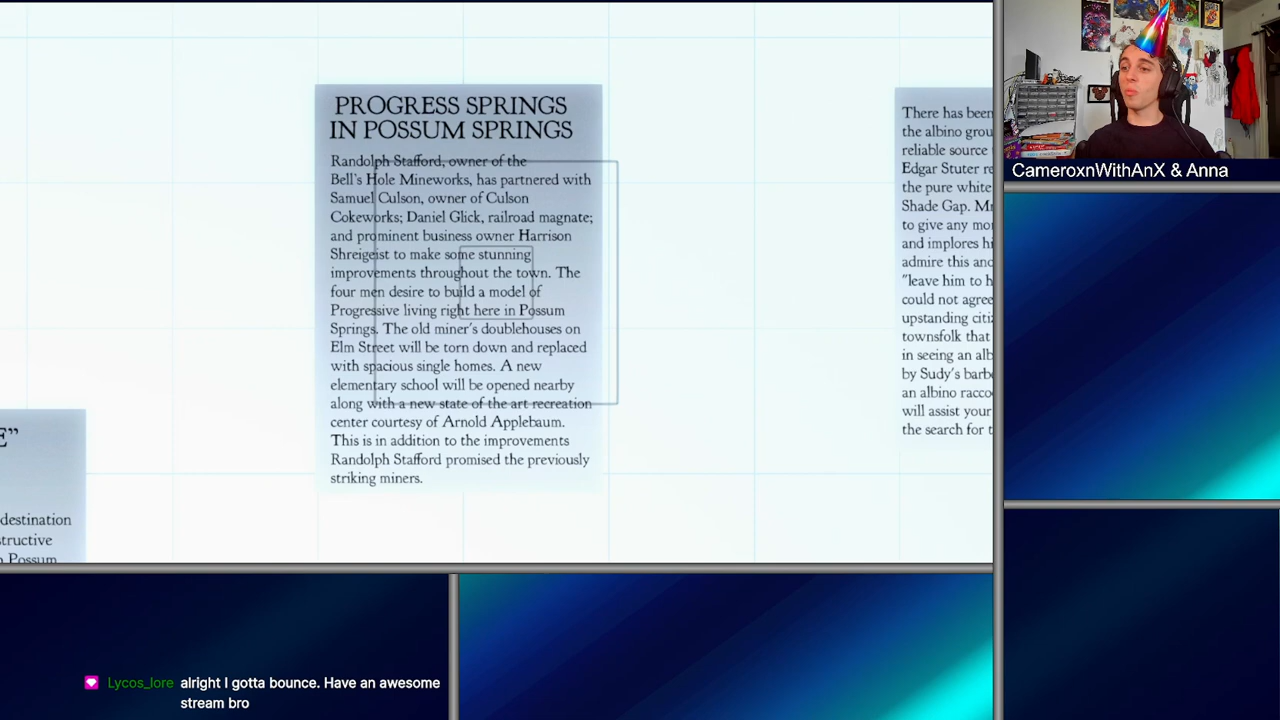 PROGRESS SPRINGS
IN POSSUM SPRINGS
Randolph Stafford, owner of the
Bell's Hole Mineworks, has partnered with
Samuel Culson, owner of Culson
Cokeworks; Daniel Glick, railroad magnate;
and prominent business owner Harrison
Shreigeist to make some stunning
improvements throughout the town. The
four men desire to build a model of
Progressive living right here in Possum
Springs. The old miner's doublehouses on
Elm Street will be torn down and replaced
with spacious single homes. A new
elementary school will be opened nearby
along with a new state of the art recreation
center courtesy of Arnold Applebaum.
This is in addition to the improvements
Randolph Stafford promised the previously
striking miners.
There has been
the albino grou
reliable source
Edgar Stuter re
the pure white
Shade Gap. Mr
to give any mo
and implores hi
admire this and
"leave him to h
could not agree
upstanding citi
townsfolk that
in seeing an alb
by Sudy's barb
an albino racco
will assist your
the search for t
E"
destination
structive
Possum
CameroxnWithAnX & Anna
Lycos_lore alright I gotta bounce. Have an awesome
stream bro